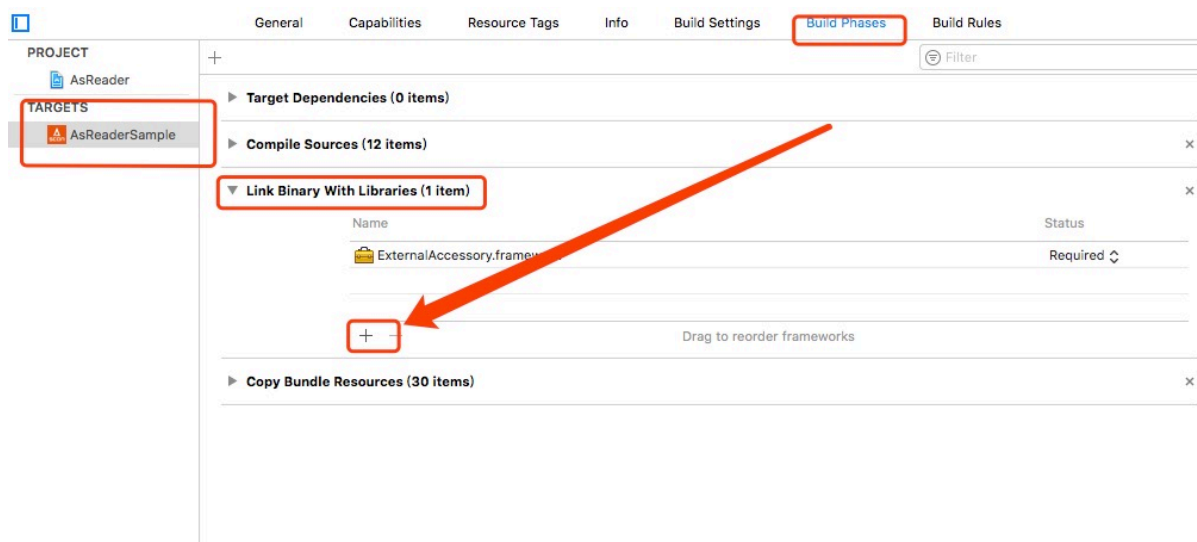 General Capabilities Resource Tags Info Build Settings Build Phases Build Rules
PROJECT
AsReader
TARGETS
AsReaderSample
+ Filter
Target Dependencies (0 items)
Compile Sources (12 items) ×
Link Binary With Libraries (1 item) ×
Name Status
ExternalAccessory.framework Required
+ − Drag to reorder frameworks
Copy Bundle Resources (30 items) ×